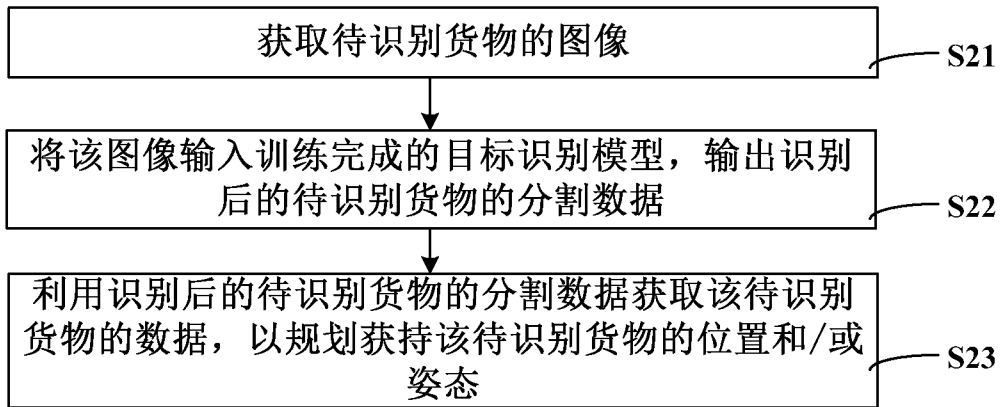 获取待识别货物的图像
S21
将该图像输入训练完成的目标识别模型，输出识别
后的待识别货物的分割数据
S22
利用识别后的待识别货物的分割数据获取该待识别
货物的数据，以规划获持该待识别货物的位置和/或
姿态
S23